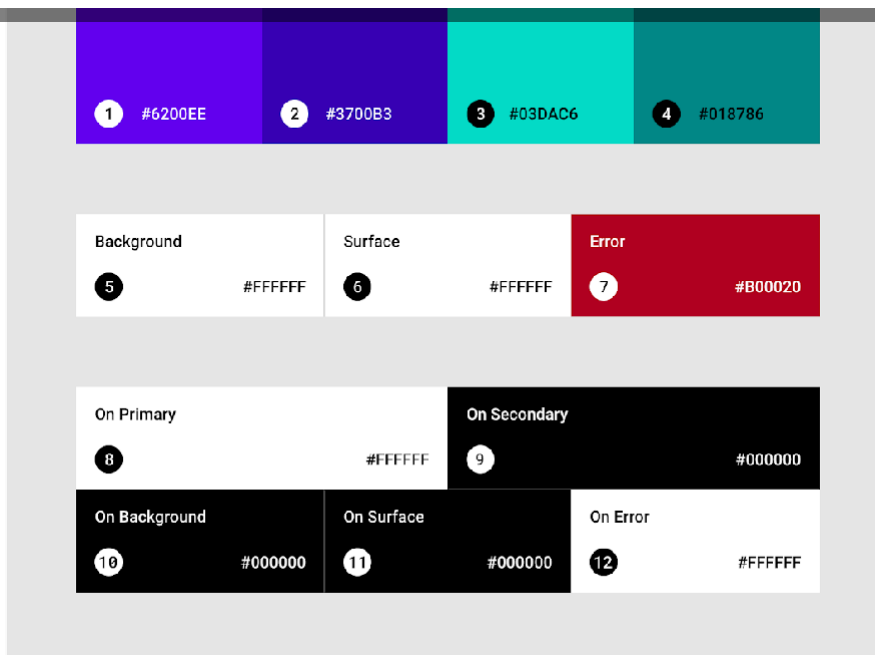 1 #6200EE 2 #3700B3 3 #03DAC6 4 #018786
Background Surface Error
5 #FFFFFF 6 #FFFFFF 7 #B00020
On Primary On Secondary
8 #FFFFFF 9 #000000
On Background On Surface On Error
10 #000000 11 #000000 12 #FFFFFF